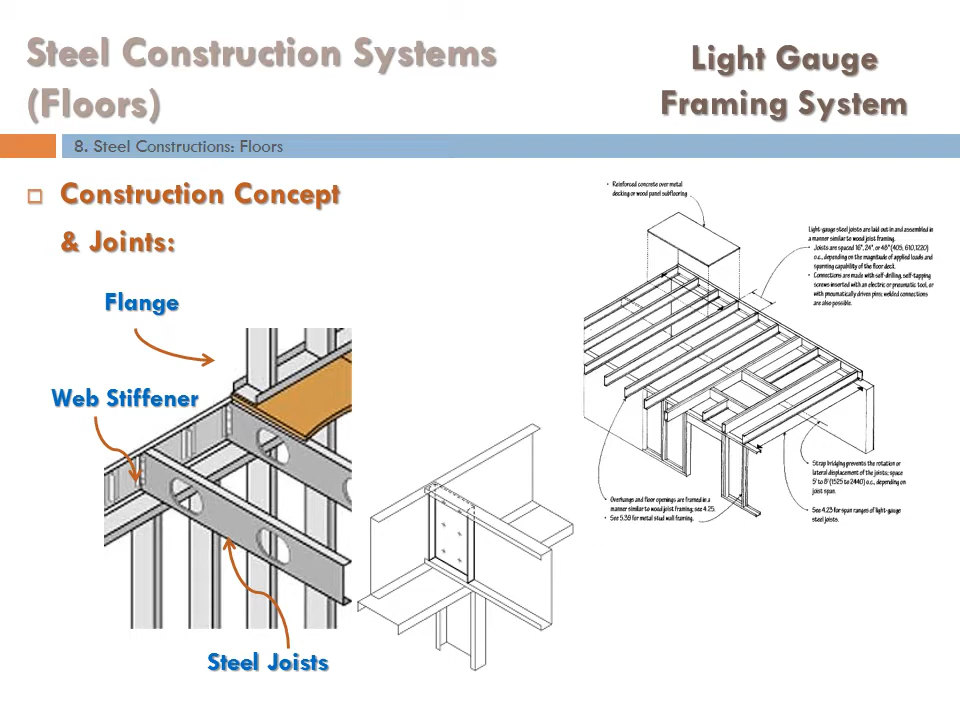 Steel Construction Systems
(Floors)
Light Gauge
Framing System
8. Steel Constructions: Floors
Construction Concept
& Joints:
Flange
Web Stiffener
Steel Joists
• Reinforced concrete over metal
decking or wood panel subflooring
Light-gauge steel joists are laid out in and assembled in
a manner similar to wood joist framing.
• Joists are spaced 16", 24", or 48" (405, 610,1220)
o.c., depending on the magnitude of applied loads and
spanning capability of the floor deck.
• Connections are made with self-drilling, self-tapping
screws inserted with an electric or pneumatic tool, or
with pneumatically driven pins; welded connections
are also possible.
• Strap bridging prevents the rotation or
lateral displacement of the joists; space
5' to 8' (1525 to 2440) o.c., depending on
joist span.
• See 4.23 for span ranges of light-gauge
steel joists.
• Overhangs and floor openings are framed in a
manner similar to wood joist framing; see 4.25.
• See 5.39 for metal stud wall framing.